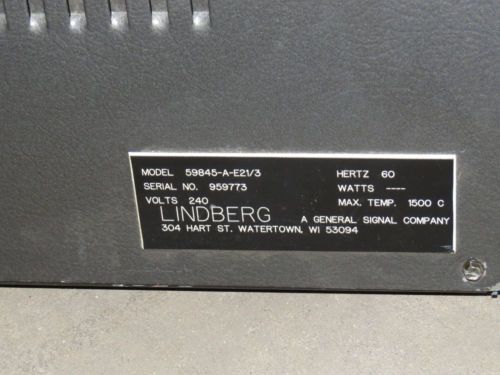 MODEL 59845-A-E21/3 HERTZ 60
SERIAL NO. 959773 WATTS ----
VOLTS 240 MAX. TEMP. 1500 C
LINDBERG A GENERAL SIGNAL COMPANY
304 HART ST. WATERTOWN, WI 53094